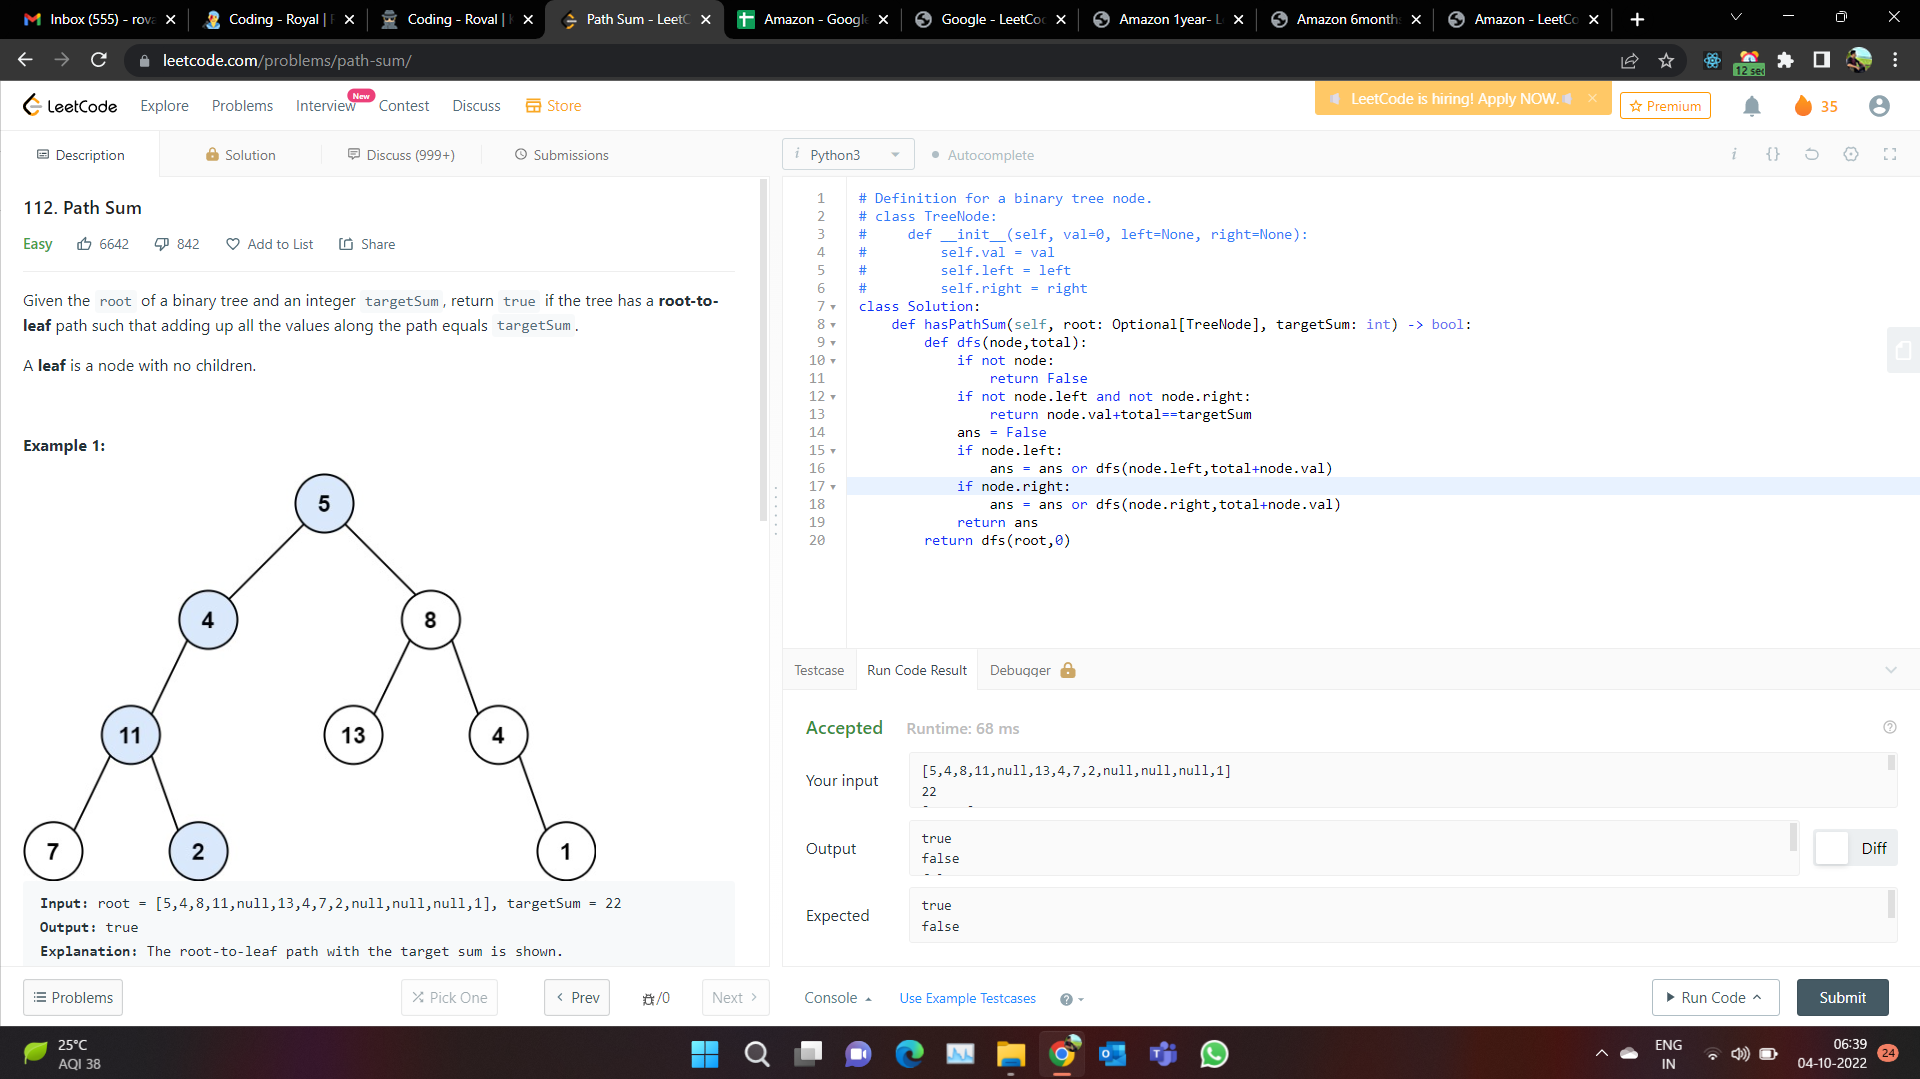 Inbox (555) - rova
Coding - Royal |
Coding - Roval |
Path Sum - LeetC
Amazon - Google
Google - LeetCo
Amazon 1year- L
Amazon 6month
Amazon - LeetCo
leetcode.com/problems/path-sum/
12 sec
LeetCode
Explore
Problems
Interview
New
Contest
Discuss
Store
LeetCode is hiring! Apply NOW.
Premium
35
Description
Solution
Discuss (999+)
Submissions
i Python3
Autocomplete
i
{}
112. Path Sum
Easy
6642
842
Add to List
Share
Given the root of a binary tree and an integer targetSum, return true if the tree has a root-to-
leaf path such that adding up all the values along the path equals targetSum.
A leaf is a node with no children.
Example 1:
5
4
8
11
13
4
7
2
1
Input: root = [5,4,8,11,null,13,4,7,2,null,null,null,1], targetSum = 22
Output: true
Explanation: The root-to-leaf path with the target sum is shown.
Problems
Pick One
Prev
/0
Next
1 # Definition for a binary tree node.
2 # class TreeNode:
3 #     def __init__(self, val=0, left=None, right=None):
4 #         self.val = val
5 #         self.left = left
6 #         self.right = right
7 class Solution:
8     def hasPathSum(self, root: Optional[TreeNode], targetSum: int) -> bool:
9         def dfs(node,total):
10             if not node:
11                 return False
12             if not node.left and not node.right:
13                 return node.val+total==targetSum
14             ans = False
15             if node.left:
16                 ans = ans or dfs(node.left,total+node.val)
17             if node.right:
18                 ans = ans or dfs(node.right,total+node.val)
19             return ans
20         return dfs(root,0)
Testcase
Run Code Result
Debugger
Accepted
Runtime: 68 ms
Your input
[5,4,8,11,null,13,4,7,2,null,null,null,1]
22
Output
true
false
Diff
Expected
true
false
Console
Use Example Testcases
Run Code
Submit
25°C
AQI 38
ENG
IN
06:39
04-10-2022
24